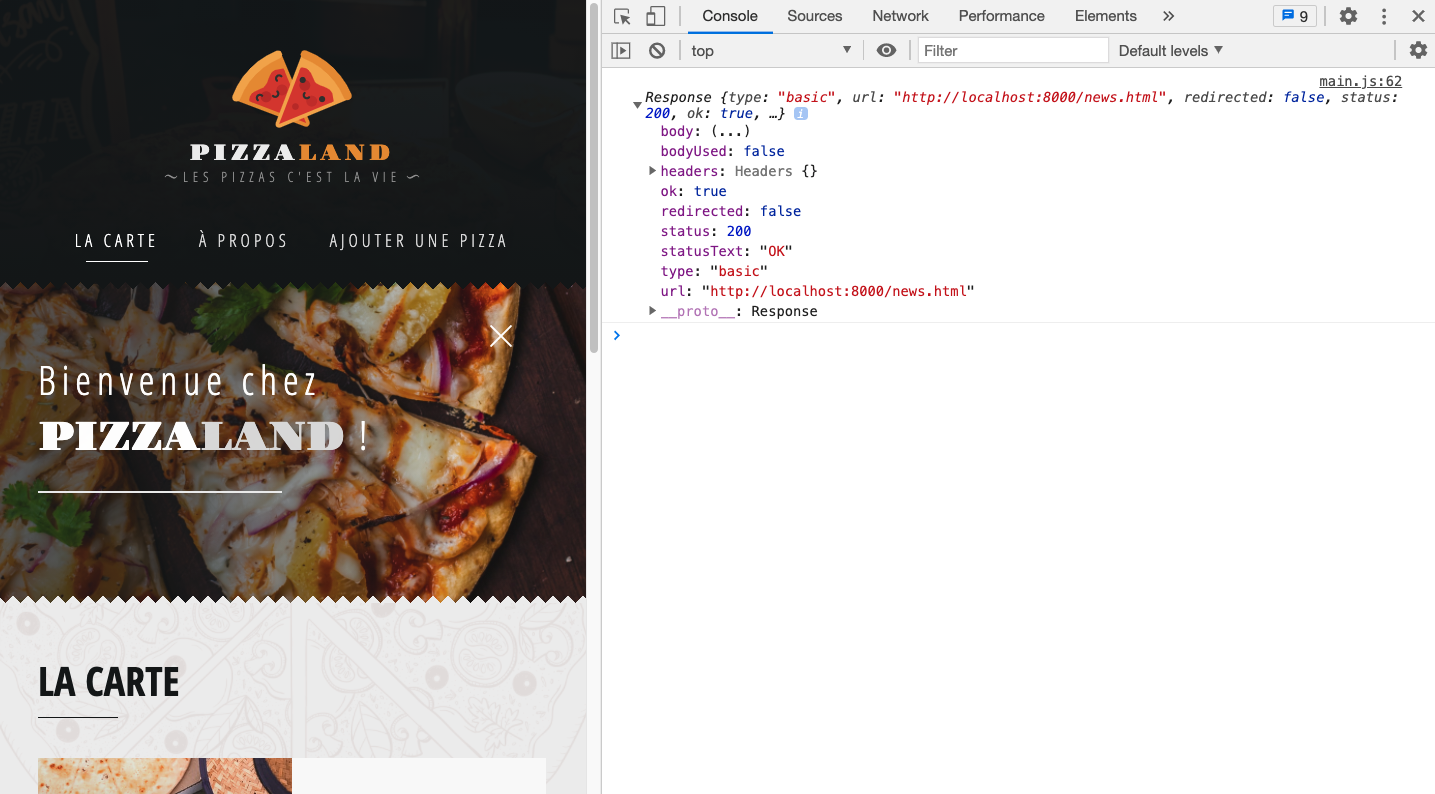 PIZZALAND
~LES PIZZAS C'EST LA VIE ~
LA CARTE
À PROPOS
AJOUTER UNE PIZZA
Bienvenue chez
PIZZALAND !
LA CARTE
Console Sources Network Performance Elements » 9
top ▼ Filter Default levels ▼
main.js:62
Response {type: "basic", url: "http://localhost:8000/news.html", redirected: false, status:
200, ok: true, …} i
body: (...)
bodyUsed: false
headers: Headers {}
ok: true
redirected: false
status: 200
statusText: "OK"
type: "basic"
url: "http://localhost:8000/news.html"
__proto__: Response